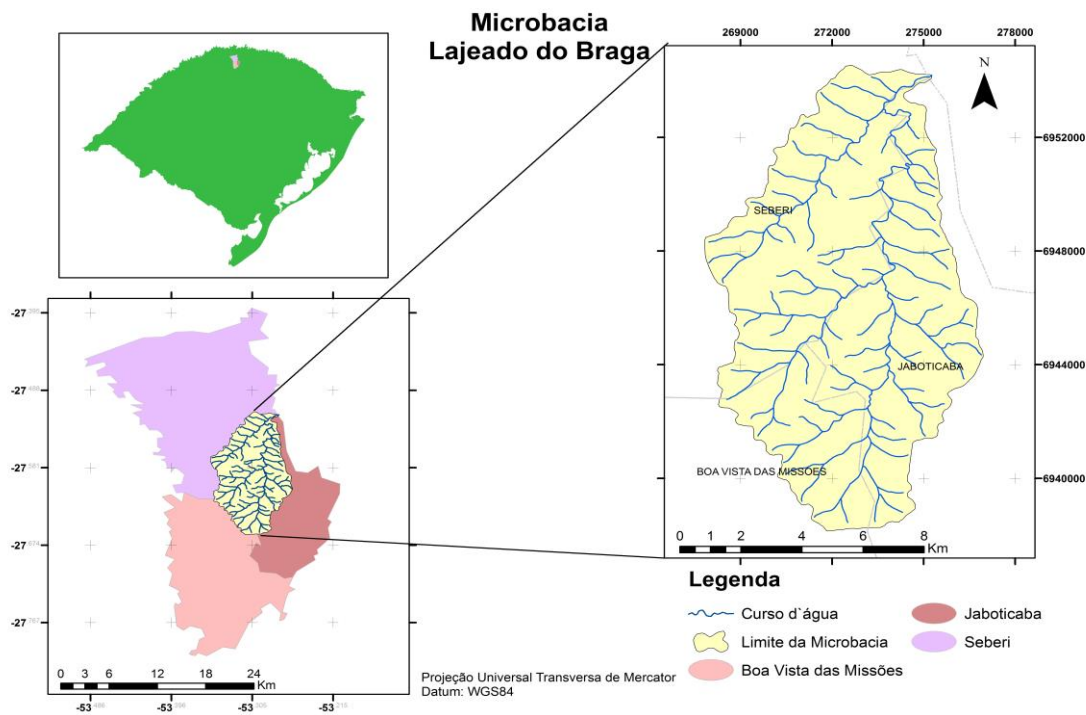 Microbacia
Lajeado do Braga
269000 272000 275000 278000
N
6952000
SEBERI
6948000
6944000
JABOTICABA
BOA VISTA DAS MISSÕES
6940000
0 0.5 1 2 4 6 8
Km
-27
-27
-27
-27
-27
0 3 6 12 18 24
Km
-53 -53 -53 -53
Projeção Universal Transversa de Mercator
Datum: WGS84
Legenda
Curso d`água
Limite da Microbacia
Boa Vista das Missões
Jaboticaba
Seberi